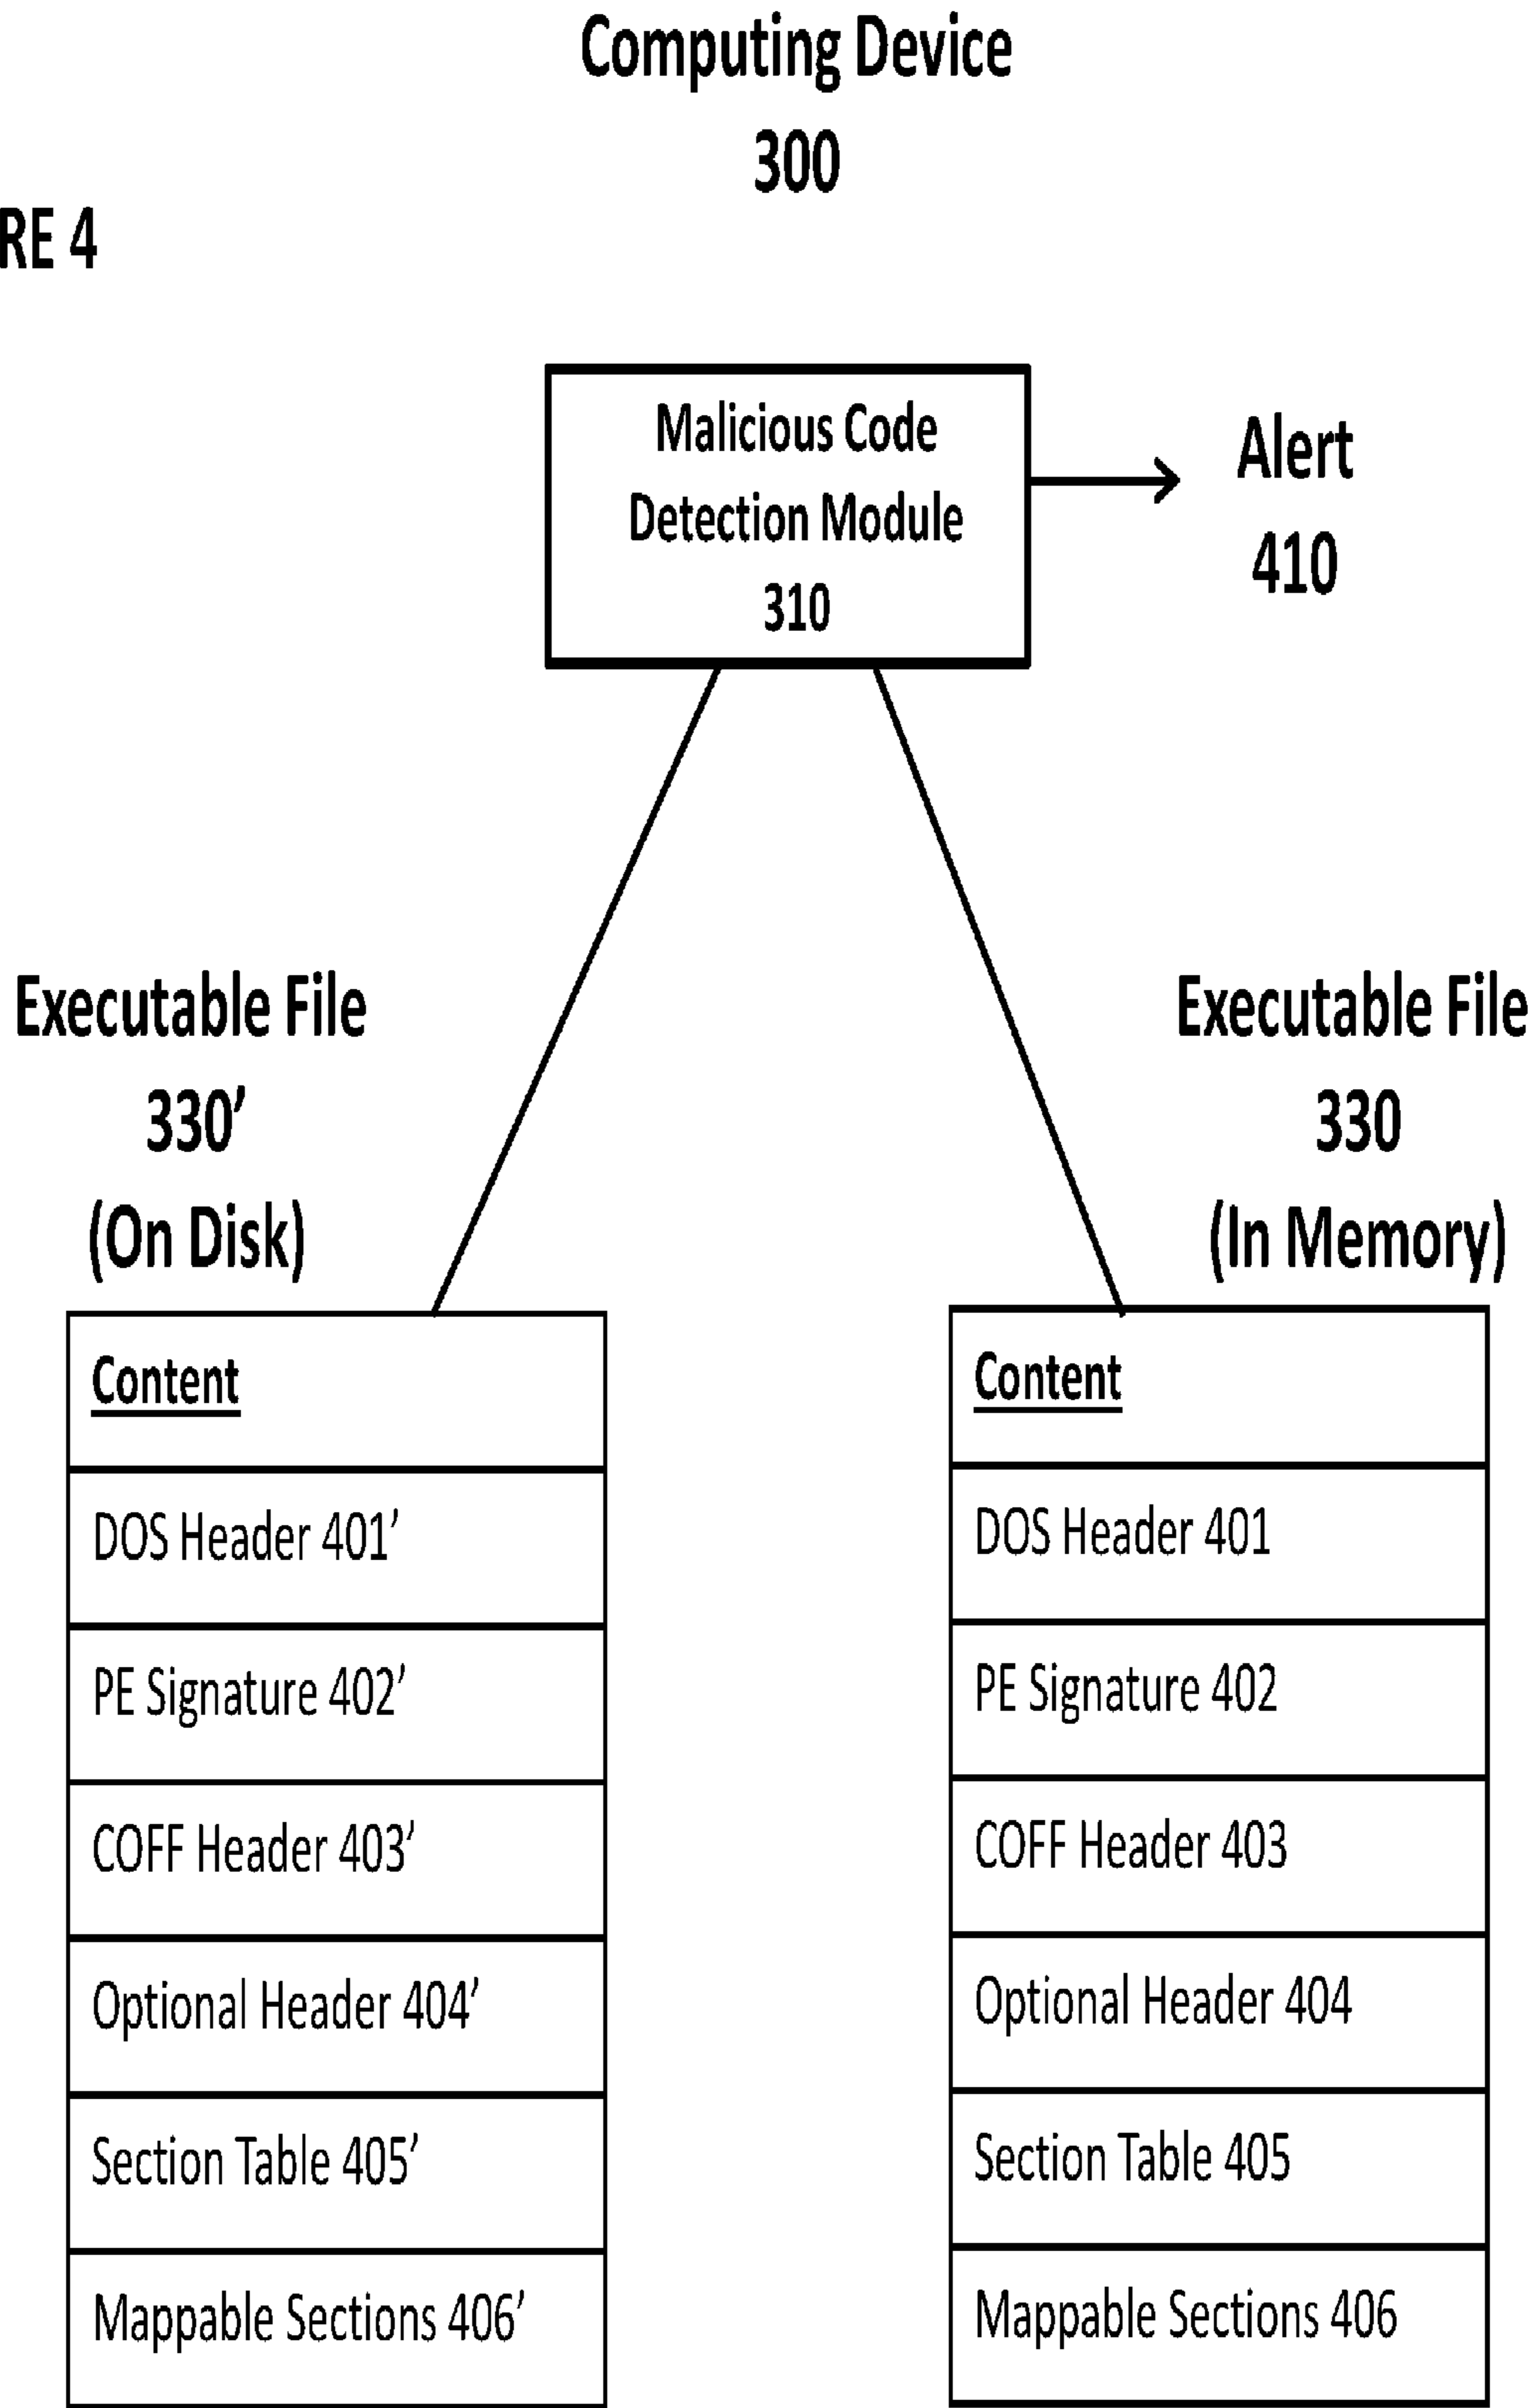 Computing Device
300
RE 4
Malicious Code
Detection Module
310
Alert
410
Executable File
330'
(On Disk)
Executable File
330
(In Memory)
Content
DOS Header 401'
PE Signature 402'
COFF Header 403'
Optional Header 404'
Section Table 405'
Mappable Sections 406'
Content
DOS Header 401
PE Signature 402
COFF Header 403
Optional Header 404
Section Table 405
Mappable Sections 406